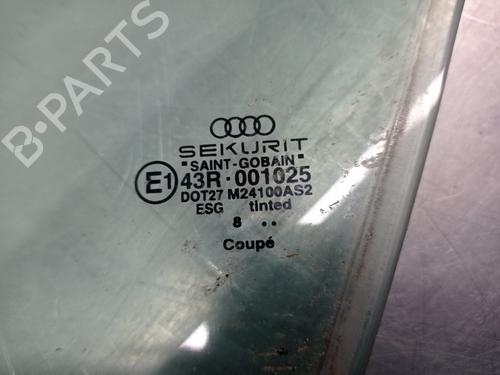 B-PARTS
SEKURIT
"SAINT-GOBAIN"
E1 43R-001025
DOT27 M24100AS2
ESG tinted
8 ..
Coupé